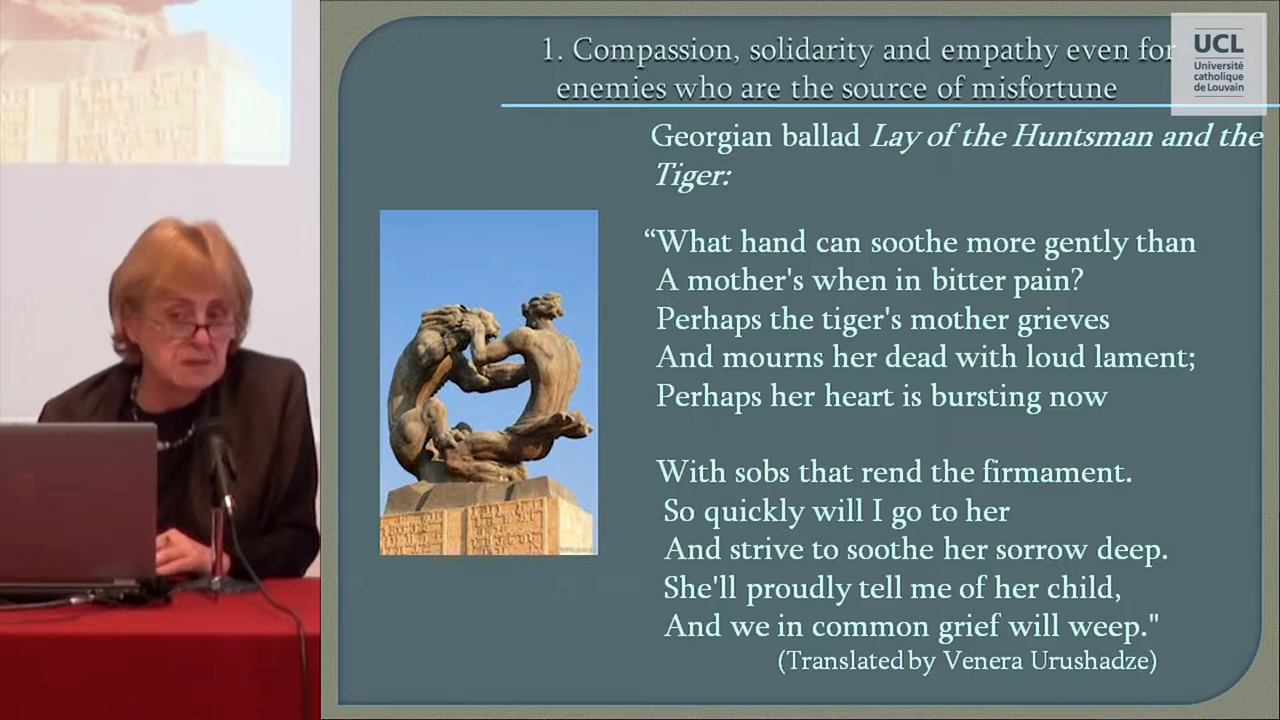 1. Compassion, solidarity and empathy even for
enemies who are the source of misfortune
UCL
Université
catholique
de Louvain
Georgian ballad Lay of the Huntsman and the
Tiger:
“What hand can soothe more gently than
A mother's when in bitter pain?
Perhaps the tiger's mother grieves
And mourns her dead with loud lament;
Perhaps her heart is bursting now
With sobs that rend the firmament.
So quickly will I go to her
And strive to soothe her sorrow deep.
She'll proudly tell me of her child,
And we in common grief will weep."
(Translated by Venera Urushadze)